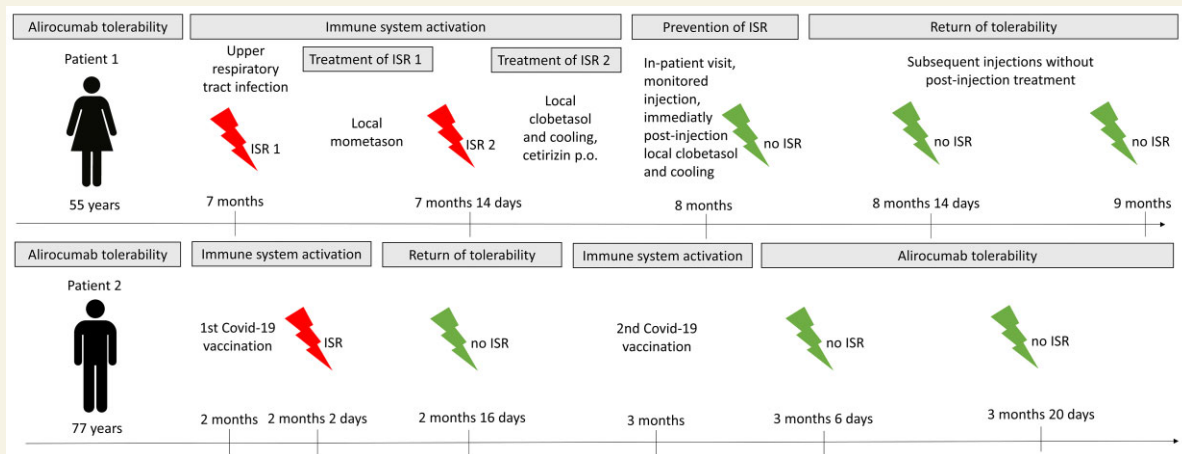 Alirocumab tolerability
Immune system activation
Prevention of ISR
Return of tolerability
Patient 1
Upper
respiratory
tract infection
Treatment of ISR 1
Treatment of ISR 2
In-patient visit,
monitored
injection,
immediatly
post-injection
local clobetasol
and cooling
Subsequent injections without
post-injection treatment
ISR 1
Local
mometason
ISR 2
Local
clobetasol
and cooling,
cetirizin p.o.
no ISR
no ISR
no ISR
55 years
7 months
7 months 14 days
8 months
8 months 14 days
9 months
Alirocumab tolerability
Immune system activation
Return of tolerability
Immune system activation
Alirocumab tolerability
Patient 2
1st Covid-19
vaccination
ISR
no ISR
2nd Covid-19
vaccination
no ISR
no ISR
77 years
2 months
2 months 2 days
2 months 16 days
3 months
3 months 6 days
3 months 20 days